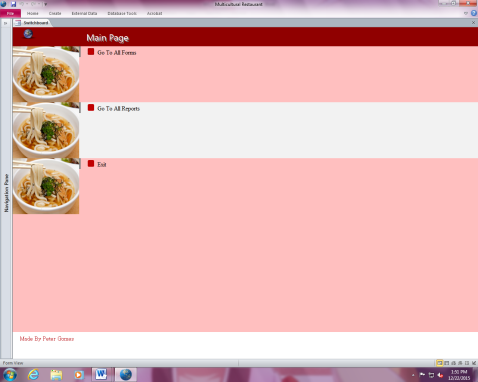 Multicultural Restaurant
File Home Create External Data Database Tools Acrobat
Switchboard
Main Page
Go To All Forms
Go To All Reports
Exit
Navigation Pane
Made By Peter Gomes
Form View
1:51 PM
12/22/2015